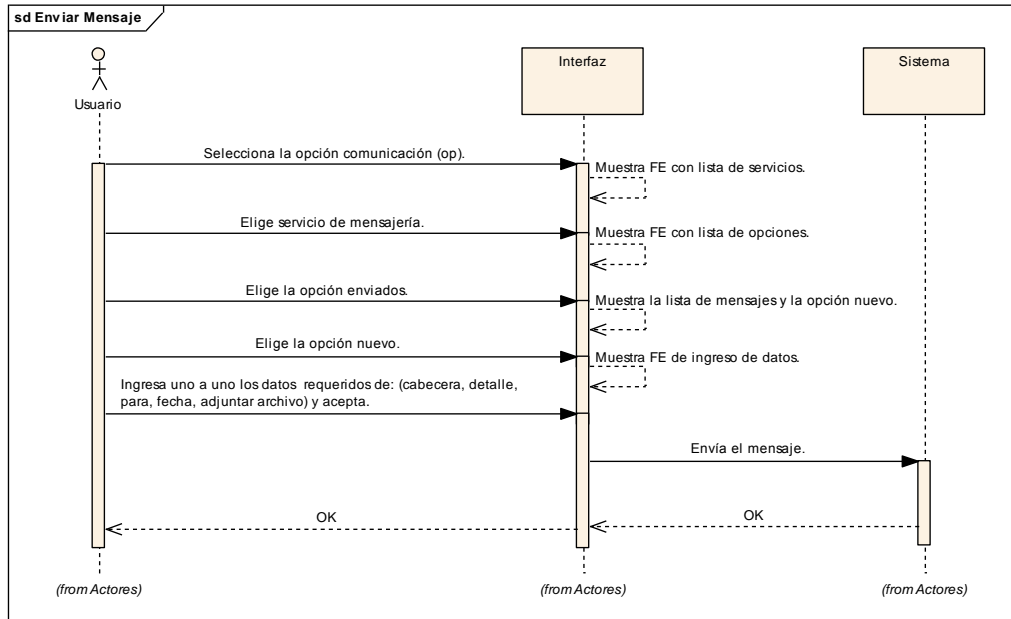 sd Enviar Mensaje
Usuario
Interfaz
Sistema
Selecciona la opción comunicación (op).
Muestra FE con lista de servicios.
Elige servicio de mensajería.
Muestra FE con lista de opciones.
Elige la opción enviados.
Muestra la lista de mensajes y la opción nuevo.
Elige la opción nuevo.
Muestra FE de ingreso de datos.
Ingresa uno a uno los datos requeridos de: (cabecera, detalle,
para, fecha, adjuntar archivo) y acepta.
Envía el mensaje.
OK
OK
(from Actores)
(from Actores)
(from Actores)